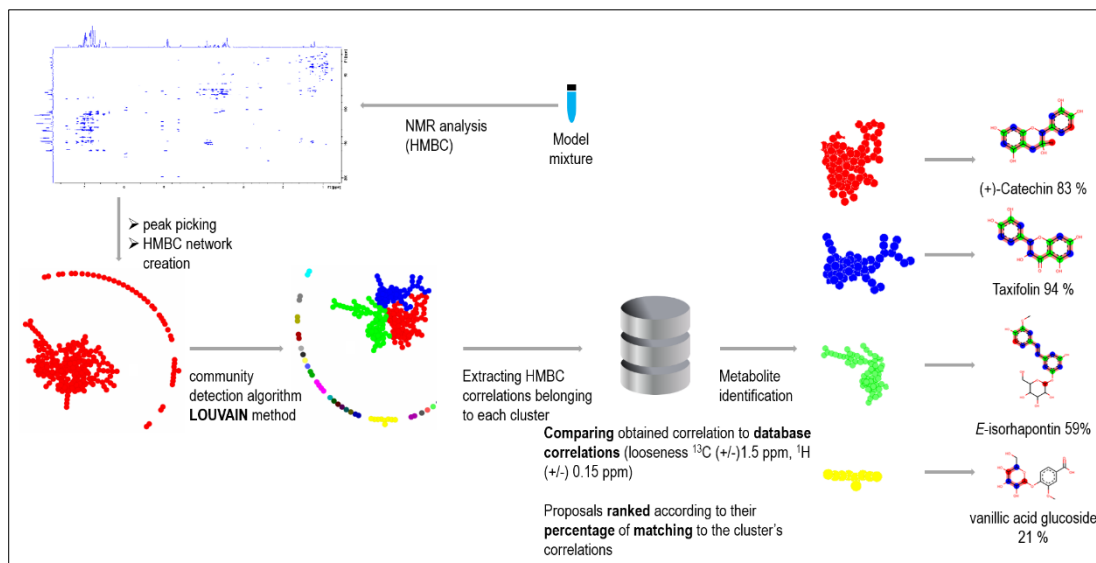 NMR analysis
(HMBC)
Model
mixture
➢ peak picking
➢ HMBC network
creation
community
detection algorithm
LOUVAIN method
Extracting HMBC
correlations belonging
to each cluster
Comparing obtained correlation to database
correlations (looseness 13C (+/-)1.5 ppm, 1H
(+/-) 0.15 ppm)
Proposals ranked according to their
percentage of matching to the cluster's
correlations
Metabolite
identification
(+)-Catechin 83 %
Taxifolin 94 %
E-isorhapontin 59%
vanillic acid glucoside
21 %